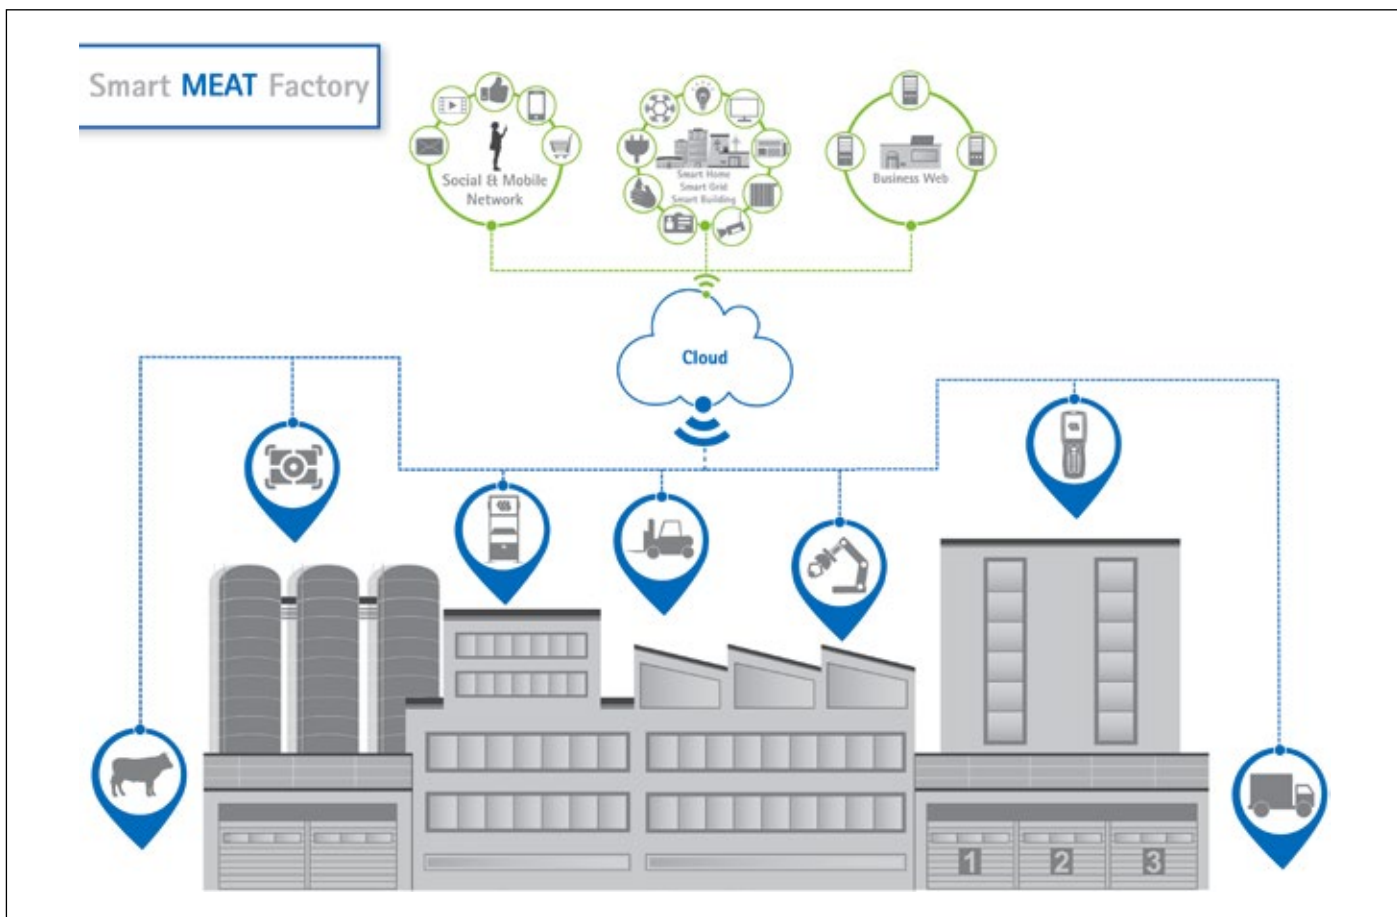 Smart MEAT Factory
Social & Mobile
Network
Smart Home
Smart Grid
Smart Building
Business Web
Cloud
1
2
3